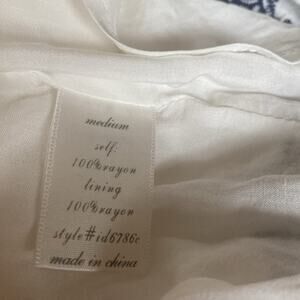 medium
self:
100%rayon
lining
100%rayon
style#id6786c
made in china